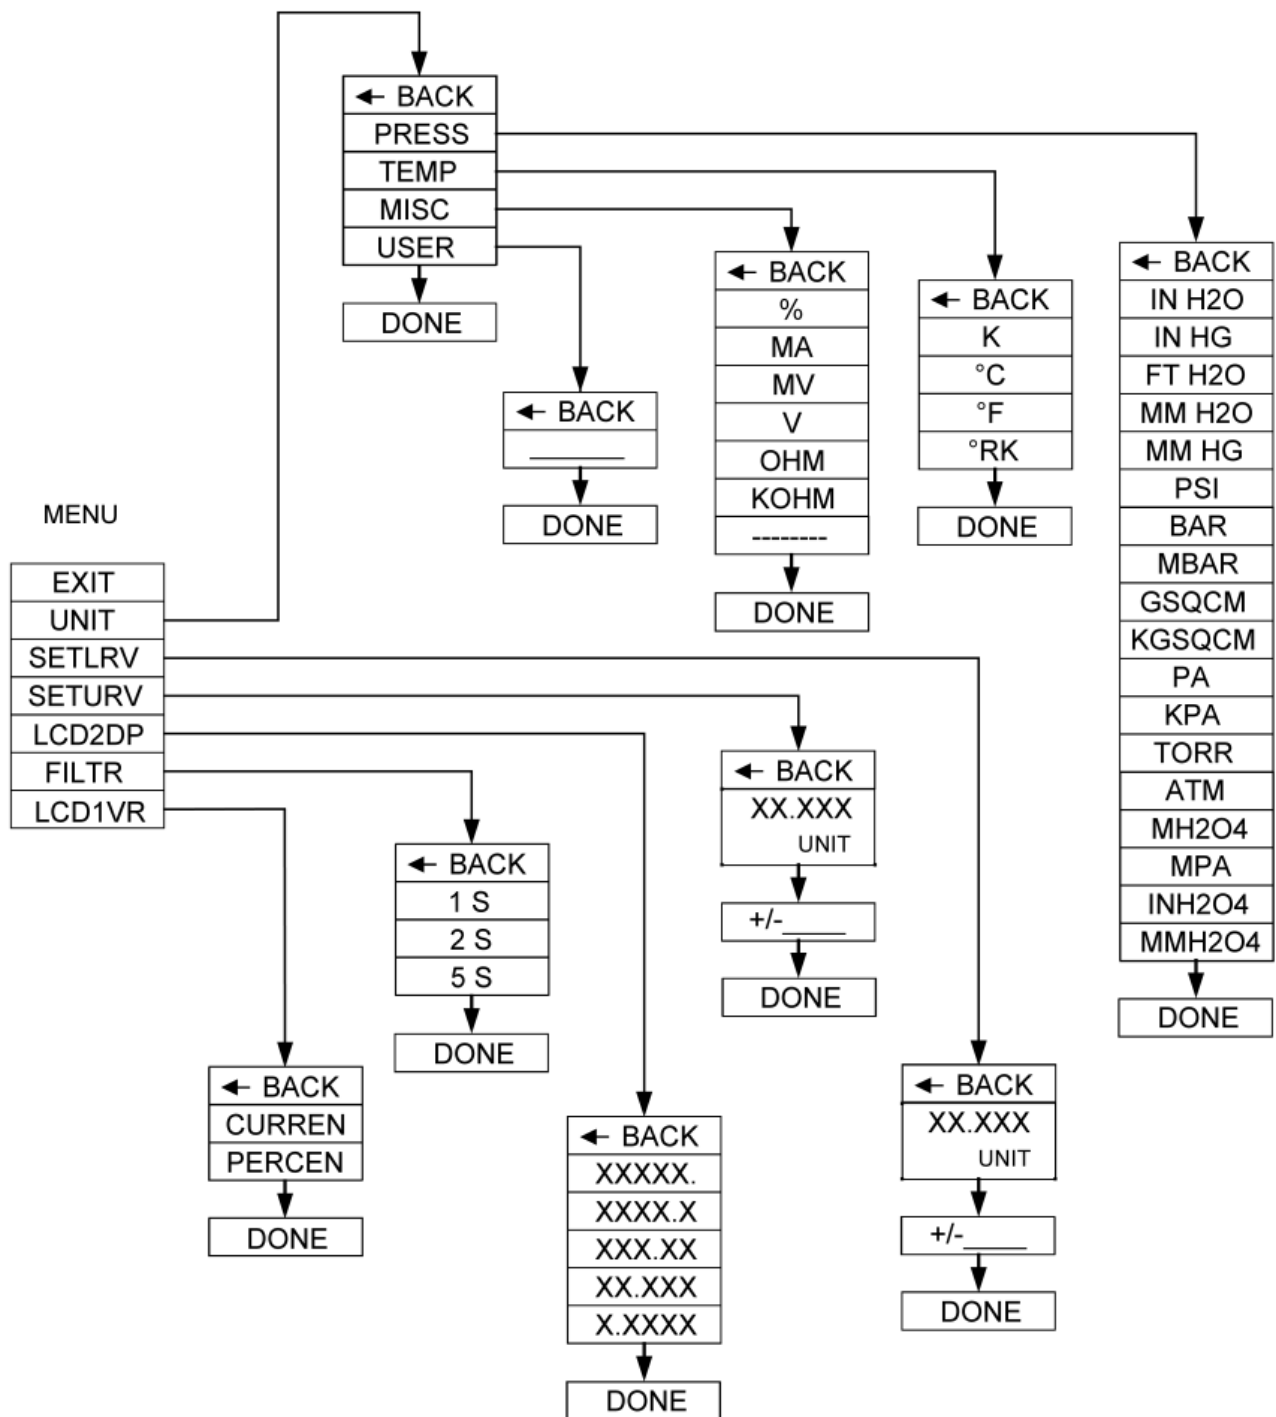 ← BACK
PRESS
TEMP
MISC
USER
DONE
← BACK
_______
DONE
← BACK
%
MA
MV
V
OHM
KOHM
--------
DONE
← BACK
K
°C
°F
°RK
DONE
← BACK
IN H2O
IN HG
FT H2O
MM H2O
MM HG
PSI
BAR
MBAR
GSQCM
KGSQCM
PA
KPA
TORR
ATM
MH2O4
MPA
INH2O4
MMH2O4
DONE
MENU
EXIT
UNIT
SETLRV
SETURV
LCD2DP
FILTR
LCD1VR
← BACK
XX.XXX
UNIT
+/-_____
DONE
← BACK
1 S
2 S
5 S
DONE
← BACK
CURREN
PERCEN
DONE
← BACK
XXXXX.
XXXX.X
XXX.XX
XX.XXX
X.XXXX
DONE
← BACK
XX.XXX
UNIT
+/-_____
DONE